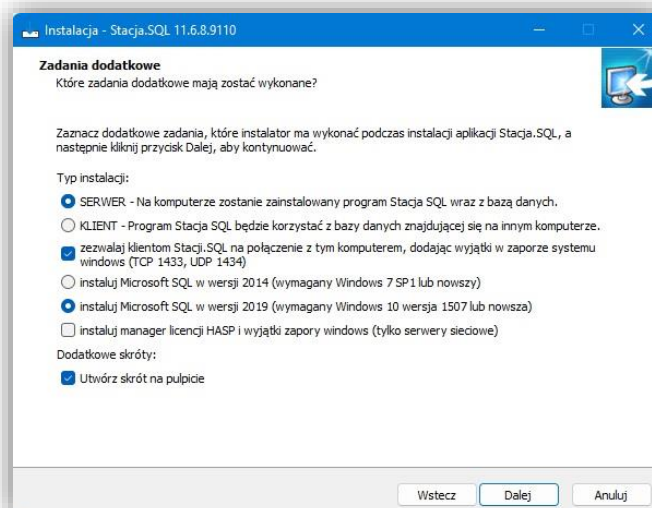 Instalacja - Stacja.SQL 11.6.8.9110
Zadania dodatkowe
Które zadania dodatkowe mają zostać wykonane?
Zaznacz dodatkowe zadania, które instalator ma wykonać podczas instalacji aplikacji Stacja.SQL, a
następnie kliknij przycisk Dalej, aby kontynuować.
Typ instalacji:
SERWER - Na komputerze zostanie zainstalowany program Stacja SQL wraz z bazą danych.
KLIENT - Program Stacja SQL będzie korzystać z bazy danych znajdującej się na innym komputerze.
zezwalaj klientom Stacji.SQL na połączenie z tym komputerem, dodając wyjątki w zaporze systemu
windows (TCP 1433, UDP 1434)
instaluj Microsoft SQL w wersji 2014 (wymagany Windows 7 SP1 lub nowszy)
instaluj Microsoft SQL w wersji 2019 (wymagany Windows 10 wersja 1507 lub nowsza)
instaluj manager licencji HASP i wyjątki zapory windows (tylko serwery sieciowe)
Dodatkowe skróty:
Utwórz skrót na pulpicie
Wstecz Dalej Anuluj